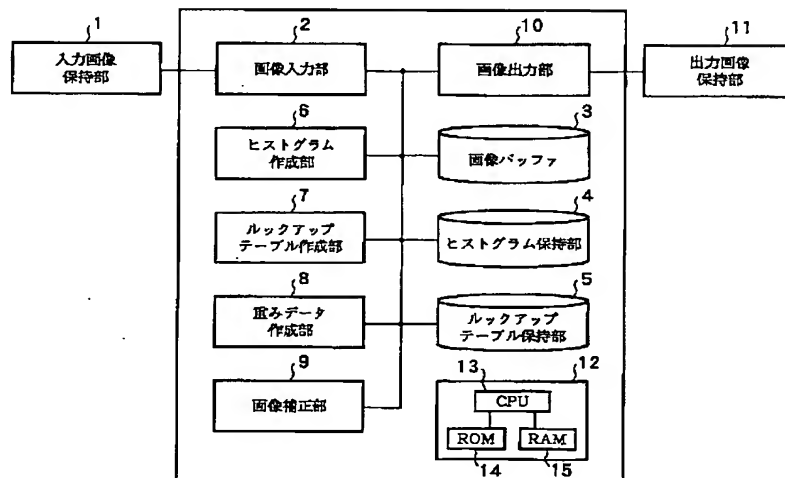 1
入力画像
保持部
2
画像入力部
10
画像出力部
11
出力画像
保持部
6
ヒストグラム
作成部
3
画像バッファ
7
ルックアップ
テーブル作成部
4
ヒストグラム保持部
8
重みデータ
作成部
5
ルックアップ
テーブル保持部
9
画像補正部
13
12
CPU
ROM
RAM
14
15